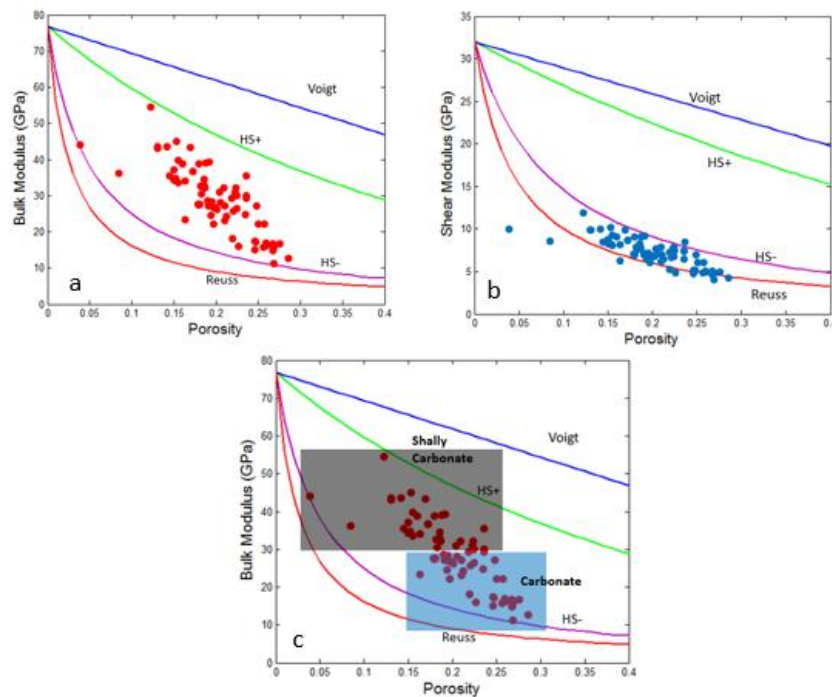 80
70
60
50
40
30
20
10
0
0 0.05 0.1 0.15 0.2 0.25 0.3 0.35 0.4
Bulk Modulus (GPa)
Porosity
Voigt
HS+
HS-
Reuss
a
35
30
25
20
15
10
5
0
0 0.05 0.1 0.15 0.2 0.25 0.3 0.35 0.4
Shear Modulus (GPa)
Porosity
Voigt
HS+
HS-
Reuss
b
80
70
60
50
40
30
20
10
0
0 0.05 0.1 0.15 0.2 0.25 0.3 0.35 0.4
Bulk Modulus (GPa)
Porosity
Voigt
Shally
Carbonate
HS+
Carbonate
HS-
Reuss
c